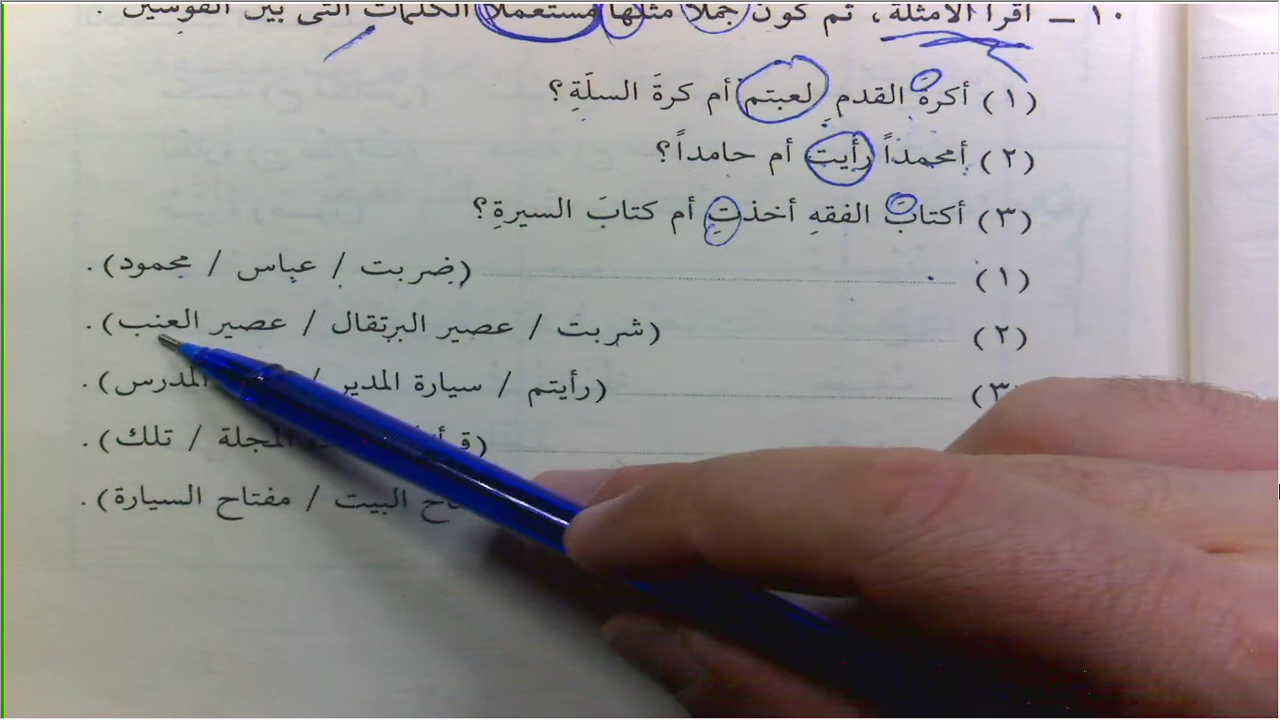 ١٠ ـ اقرأ الأمثلة، ثم كون جملاً مثلها مستعملاً الكلمات التي بين القوسين .
(١) أكرةَ القدمِ لعبتم أم كرةَ السلَةِ؟
(٢) أمحمداً رأيتَ أم حامداً؟
(٣) أكتابَ الفقهِ أخذتِ أم كتابَ السيرةِ؟
(١) (ضربت / عباس / محمود).
(٢) (شربت / عصير البرتقال / عصير العنب).
(٣) (رأيتم / سيارة المدير / المدرس).
المجلة / تلك).
البيت / مفتاح السيارة).